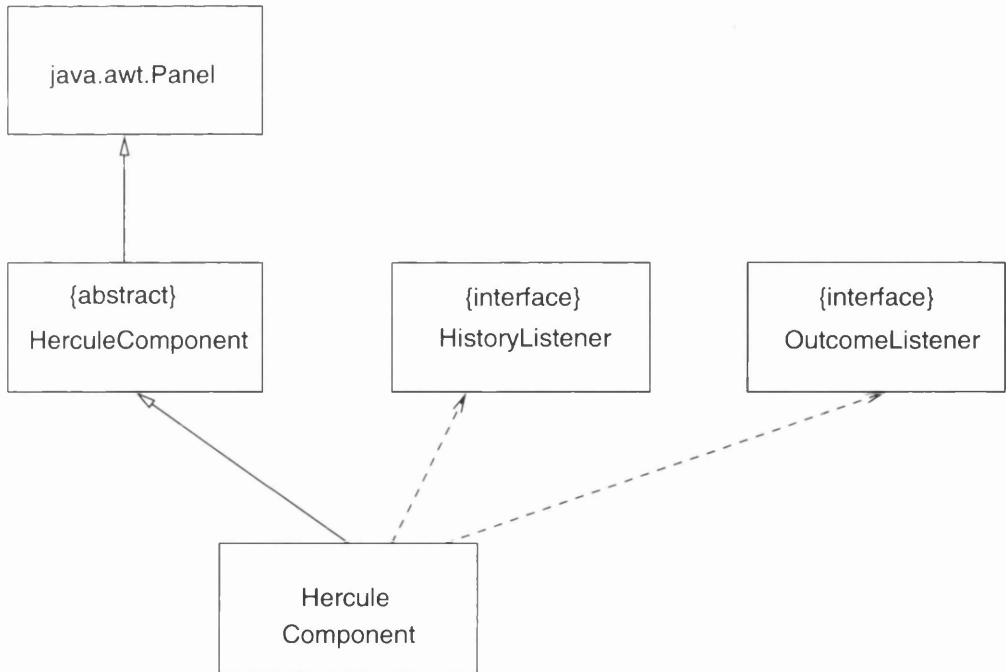 java.awt.Panel
{abstract}
HerculeComponent
{interface}
HistoryListener
{interface}
OutcomeListener
Hercule
Component